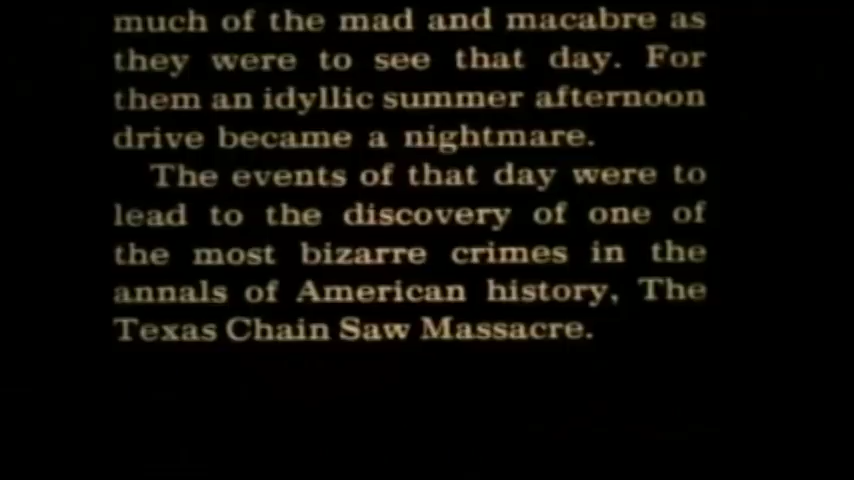 much of the mad and macabre as
they were to see that day. For
them an idyllic summer afternoon
drive became a nightmare.
The events of that day were to
lead to the discovery of one of
the most bizarre crimes in the
annals of American history, The
Texas Chain Saw Massacre.